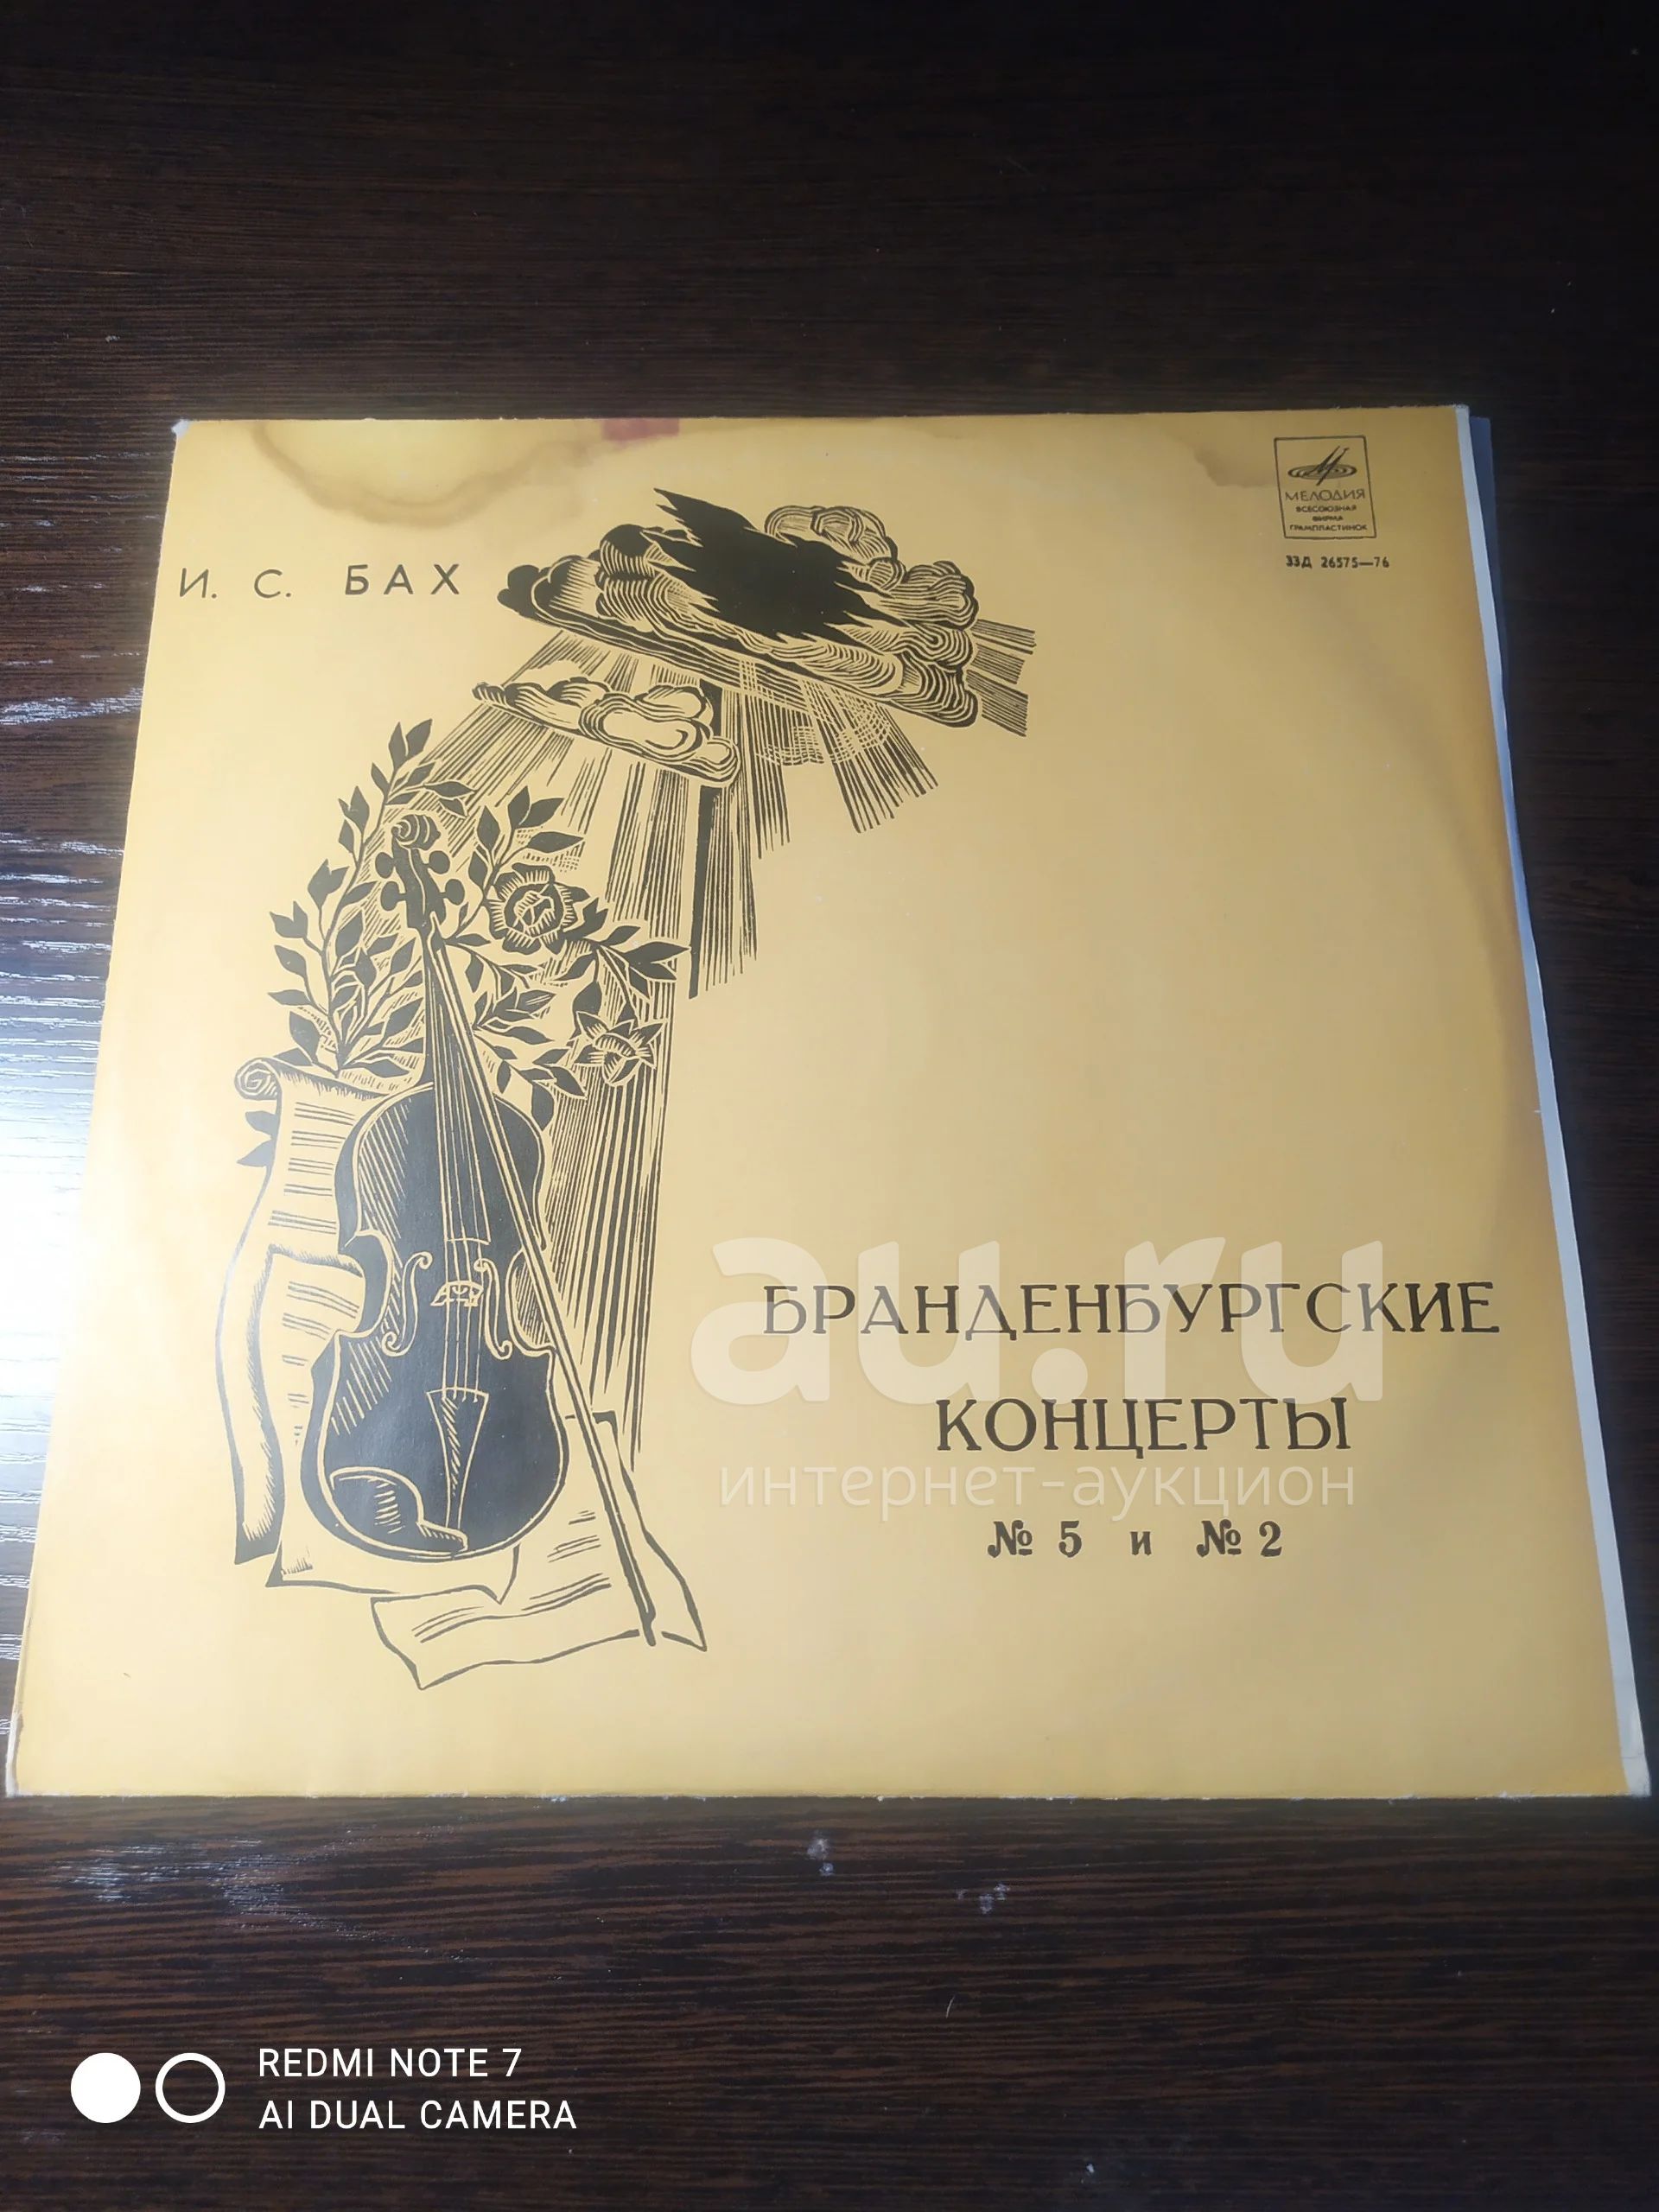 МЕЛОДИЯ
ВСЕСОЮЗНАЯ
ФИРМА
ГРАМПЛАСТИНОК
33Д 26575—76
И. С. БАХ
au.ru
БРАНДЕНБУРГСКИЕ
КОНЦЕРТЫ
интернет-аукцион
№ 5 и № 2
REDMI NOTE 7
AI DUAL CAMERA